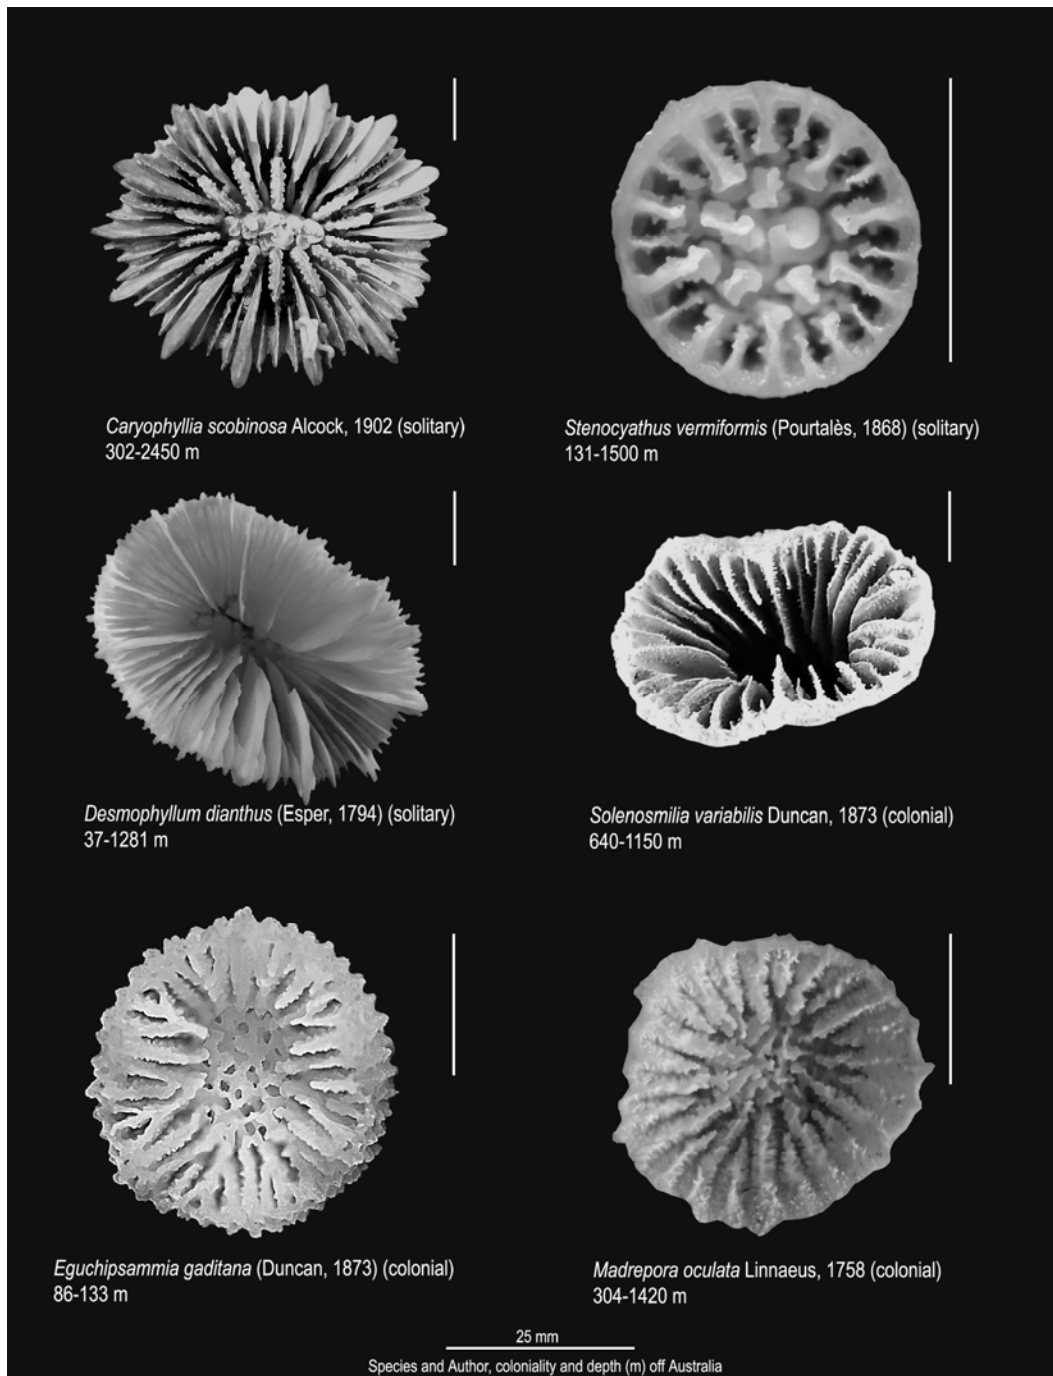 Caryophyllia scobinosa Alcock, 1902 (solitary)
302-2450 m
Stenocyathus vermiformis (Pourtalès, 1868) (solitary)
131-1500 m
Desmophyllum dianthus (Esper, 1794) (solitary)
37-1281 m
Solenosmilia variabilis Duncan, 1873 (colonial)
640-1150 m
Eguchipsammia gaditana (Duncan, 1873) (colonial)
86-133 m
Madrepora oculata Linnaeus, 1758 (colonial)
304-1420 m
25 mm
Species and Author, coloniality and depth (m) off Australia